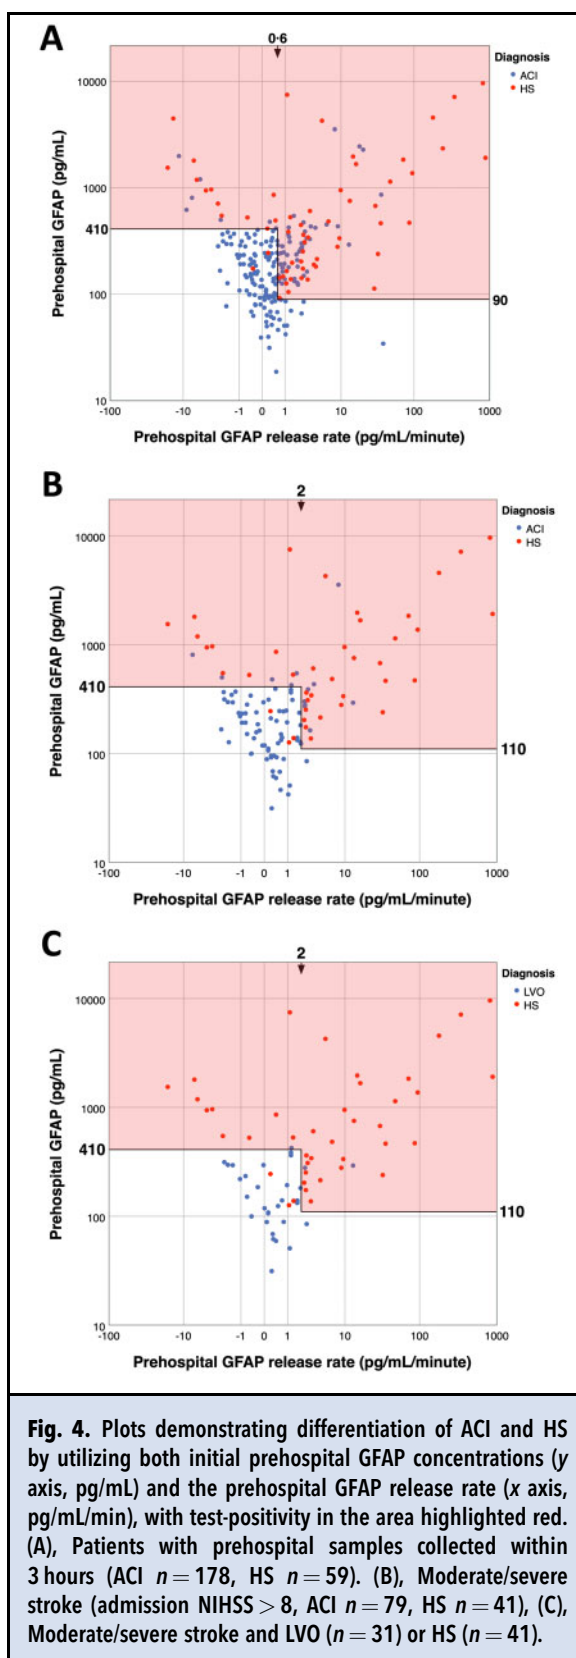 A
0·6
Diagnosis
ACI
HS
Prehospital GFAP (pg/mL)
10000
1000
410
100
90
10
-100 -10 -1 0 1 10 100 1000
Prehospital GFAP release rate (pg/mL/minute)
B
2
Diagnosis
ACI
HS
Prehospital GFAP (pg/mL)
10000
1000
410
100
110
10
-100 -10 -1 0 1 10 100 1000
Prehospital GFAP release rate (pg/mL/minute)
C
2
Diagnosis
LVO
HS
Prehospital GFAP (pg/mL)
10000
1000
410
100
110
10
-100 -10 -1 0 1 10 100 1000
Prehospital GFAP release rate (pg/mL/minute)
Fig. 4. Plots demonstrating differentiation of ACI and HS
by utilizing both initial prehospital GFAP concentrations (y
axis, pg/mL) and the prehospital GFAP release rate (x axis,
pg/mL/min), with test-positivity in the area highlighted red.
(A), Patients with prehospital samples collected within
3 hours (ACI n = 178, HS n = 59). (B), Moderate/severe
stroke (admission NIHSS > 8, ACI n = 79, HS n = 41), (C),
Moderate/severe stroke and LVO (n = 31) or HS (n = 41).